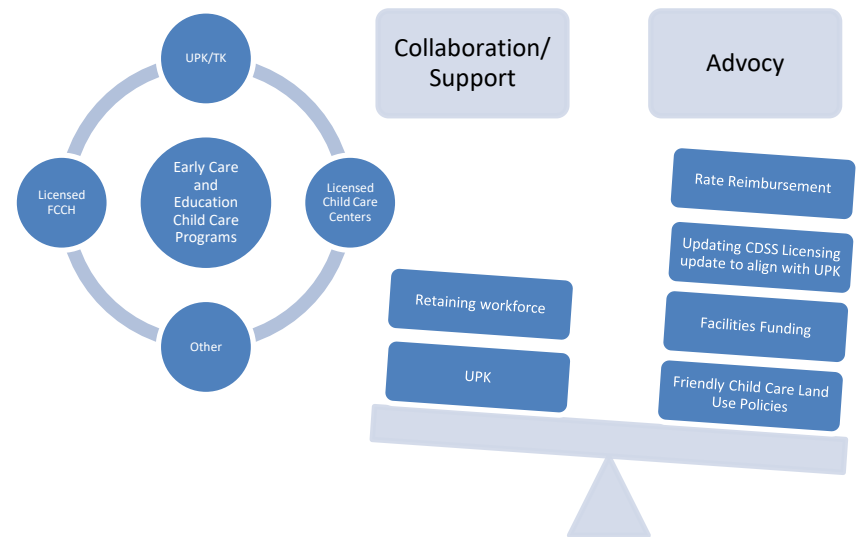 UPK/TK
Licensed
FCCH
Early Care
and
Education
Child Care
Programs
Licensed
Child Care
Centers
Other
Collaboration/
Support
Retaining workforce
UPK
Advocy
Rate Reimbursement
Updating CDSS Licensing
update to align with UPK
Facilities Funding
Friendly Child Care Land
Use Policies